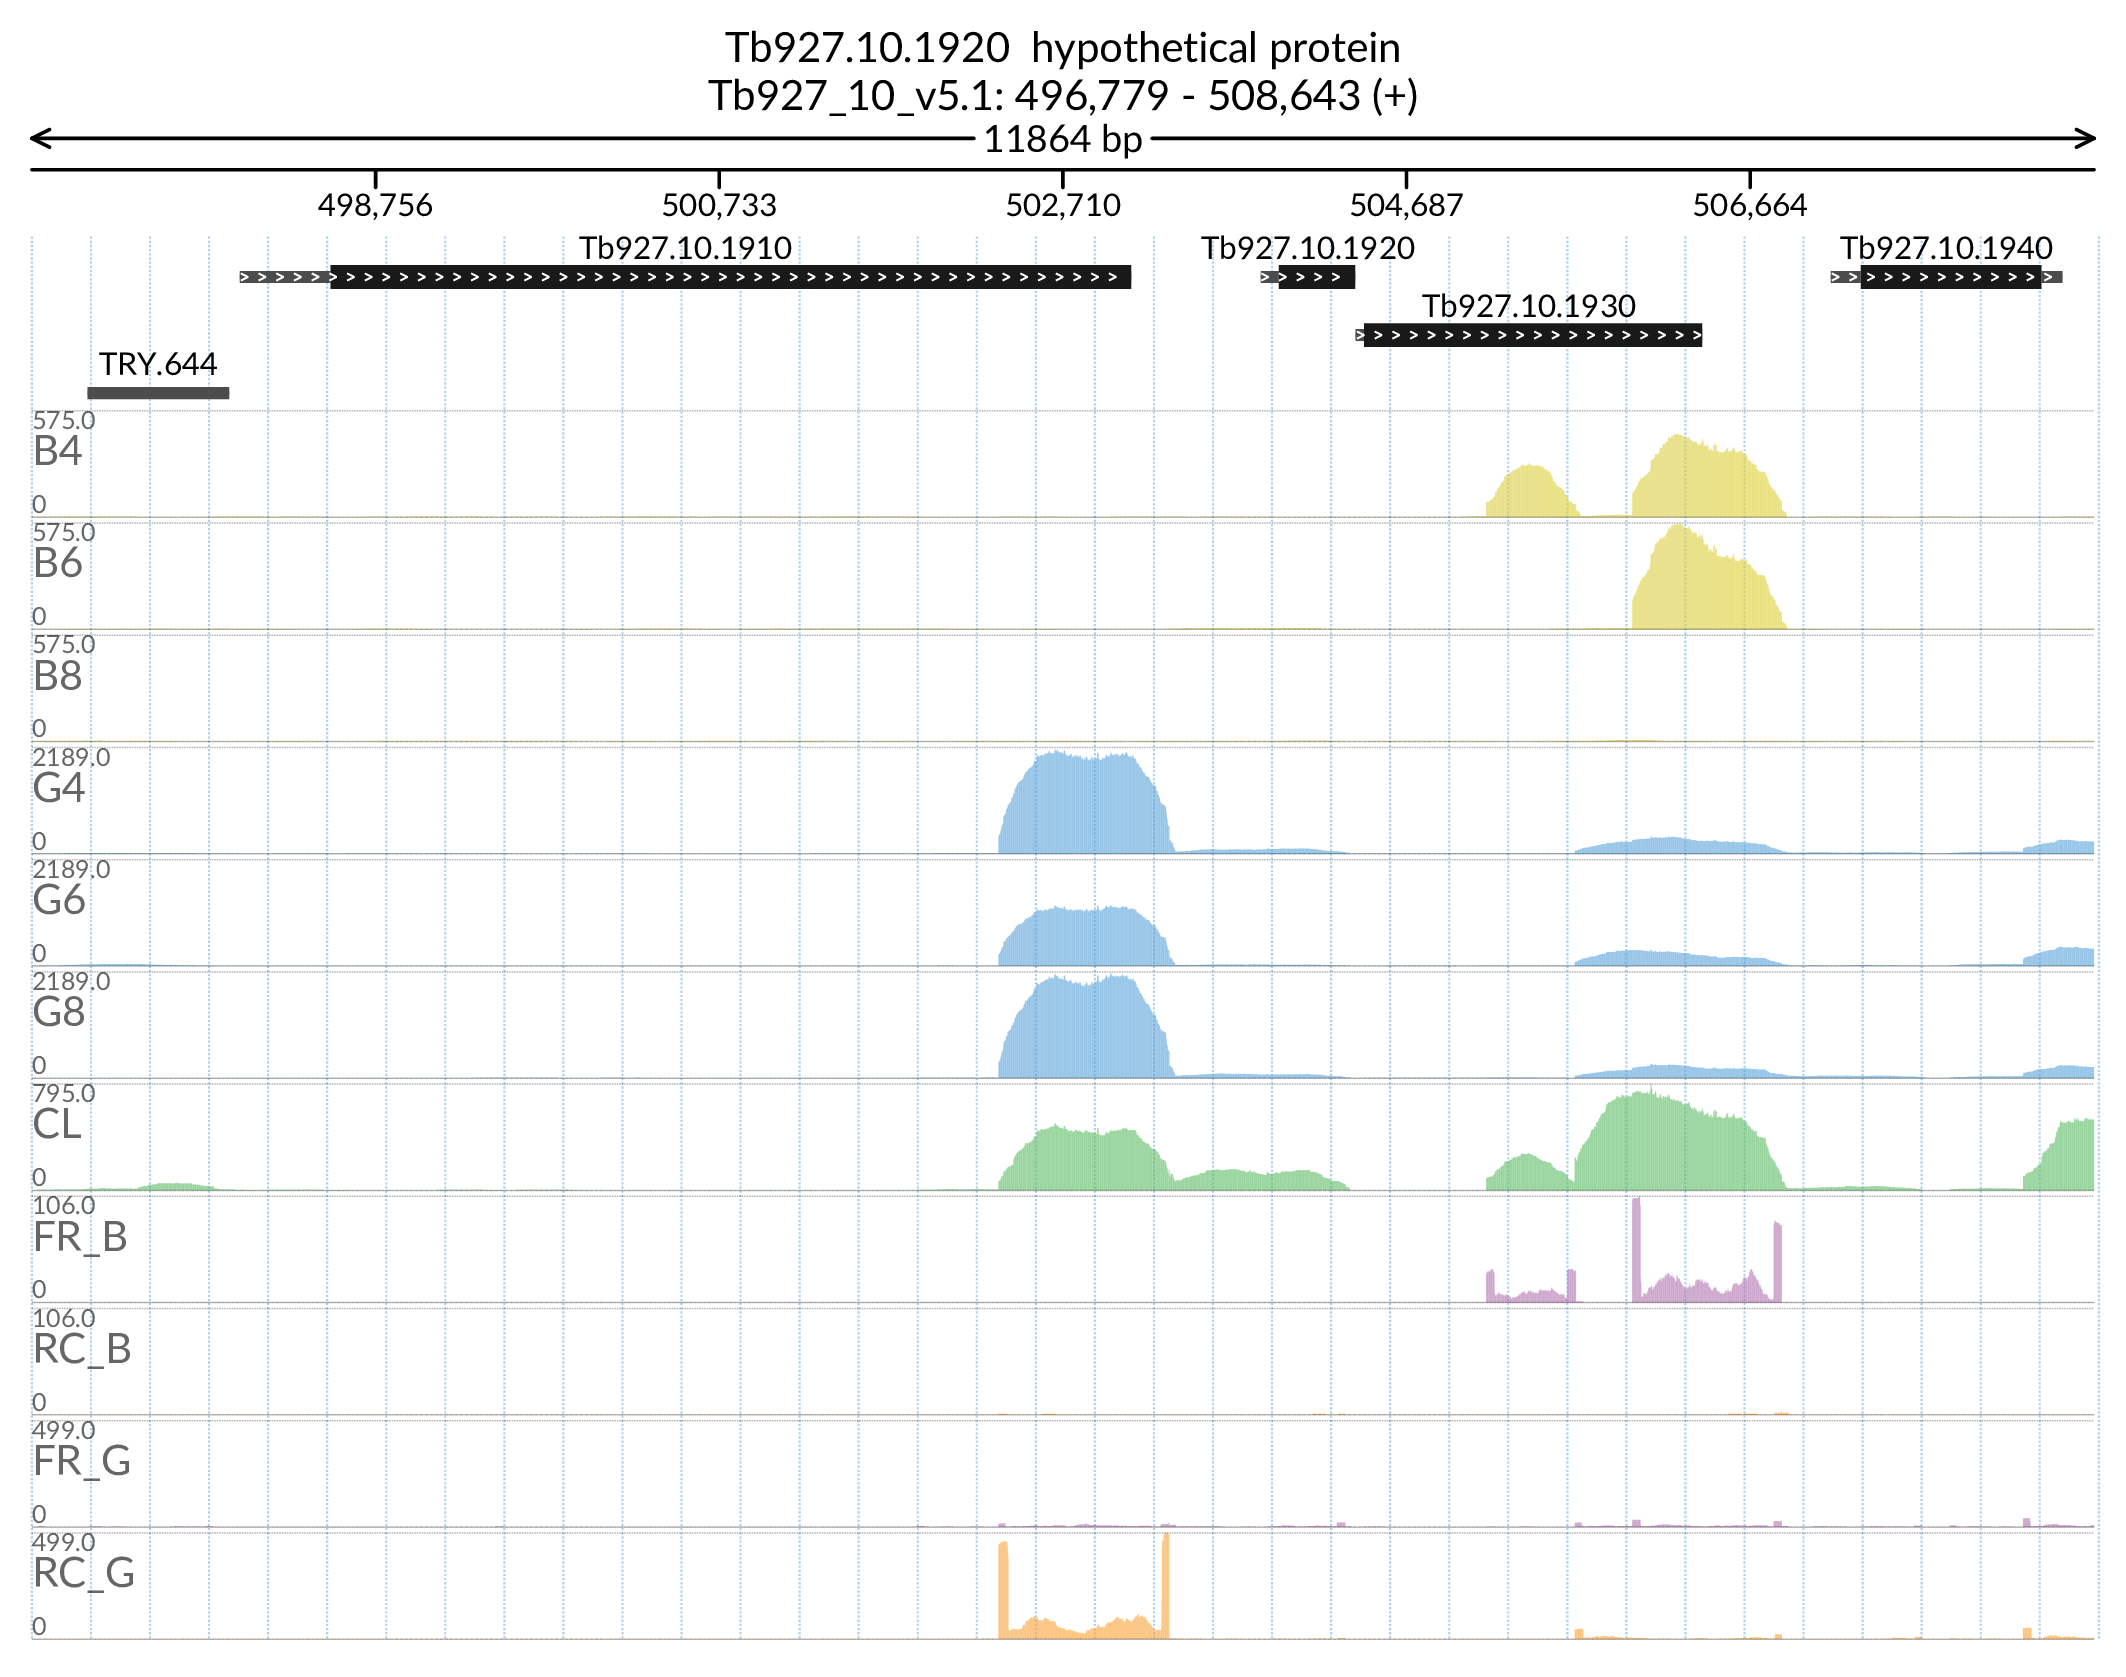 Tb927.10.1920 hypothetical protein
Tb927_10_v5.1: 496,779 - 508,643 (+)
11864 bp
498,756 500,733 502,710 504,687 506,664
Tb927.10.1910 Tb927.10.1920 Tb927.10.1940
Tb927.10.1930
TRY.644
575.0
B4
0
575.0
B6
0
575.0
B8
0
2189.0
G4
0
2189.0
G6
0
2189.0
G8
0
795.0
CL
0
106.0
FR_B
0
106.0
RC_B
0
499.0
FR_G
0
499.0
RC_G
0